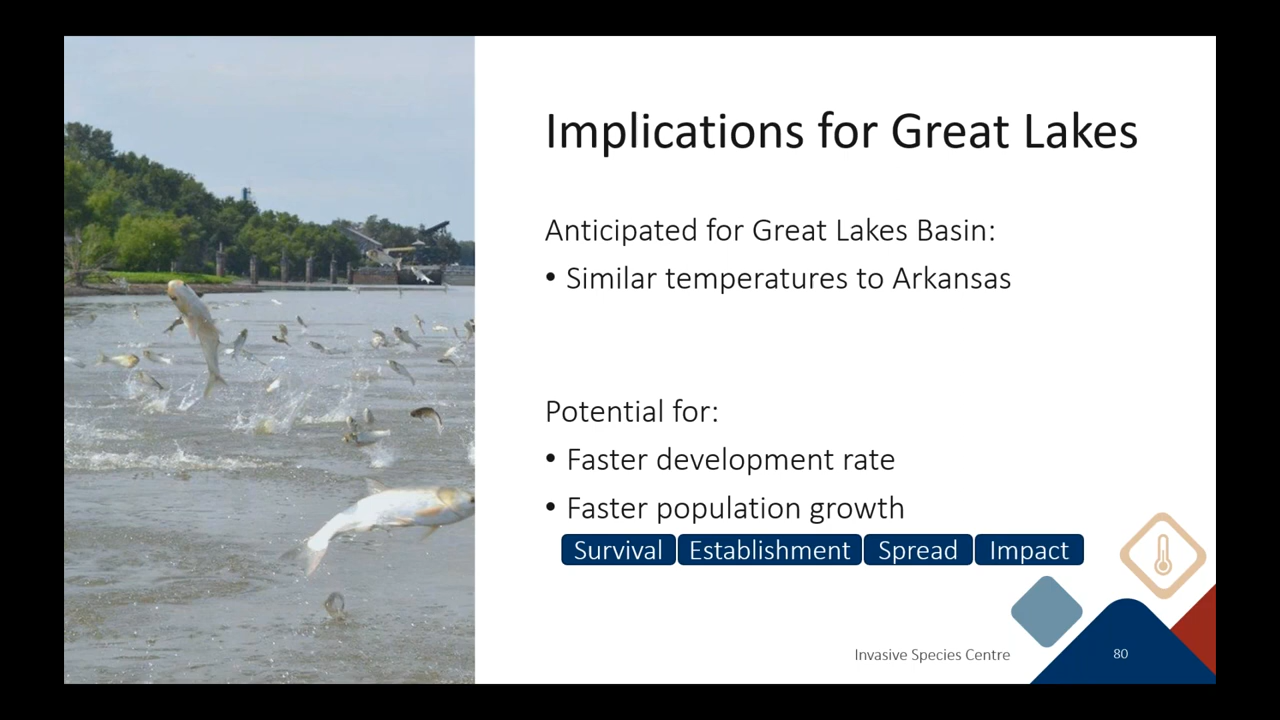 Implications for Great Lakes
Anticipated for Great Lakes Basin:
• Similar temperatures to Arkansas
Potential for:
• Faster development rate
• Faster population growth
Survival Establishment Spread Impact
Invasive Species Centre
80